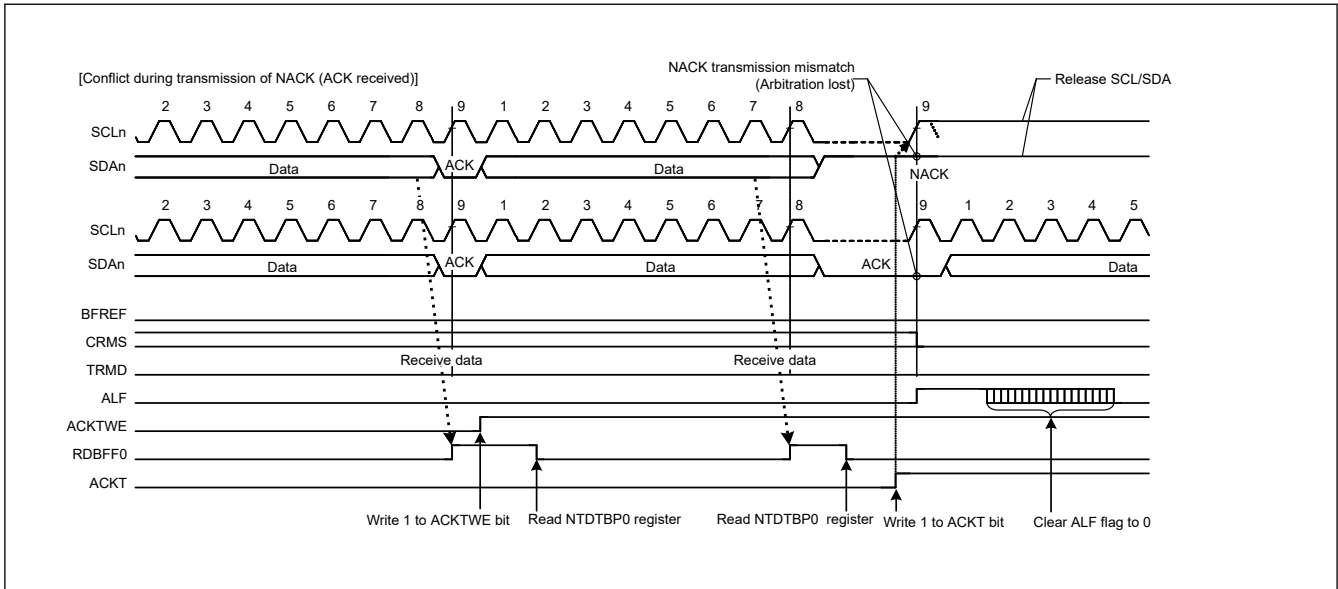 [Conflict during transmission of NACK (ACK received)]
NACK transmission mismatch
(Arbitration lost)
Release SCL/SDA
2 3 4 5 6 7 8 9 1 2 3 4 5 6 7 8 9
SCLn
SDAn Data ACK Data NACK
2 3 4 5 6 7 8 9 1 2 3 4 5 6 7 8 9 1 2 3 4 5
SCLn
SDAn Data ACK Data ACK Data
BFREF
CRMS
Receive data Receive data
TRMD
ALF
ACKTWE
RDBFF0
ACKT
Write 1 to ACKTWE bit Read NTDTBP0 register Read NTDTBP0 register Write 1 to ACKT bit Clear ALF flag to 0